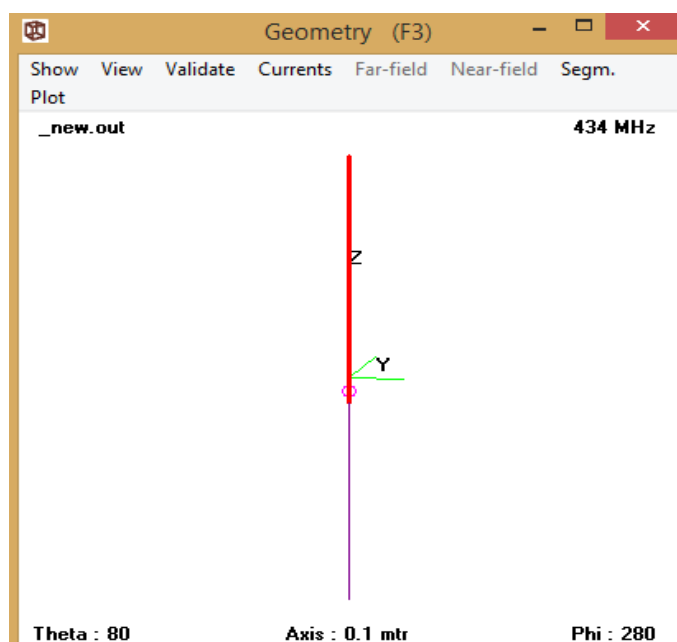 Geometry (F3)
Show View Validate Currents Far-field Near-field Segm.
Plot
_new.out 434 MHz
Z
Y
Theta : 80 Axis : 0.1 mtr Phi : 280